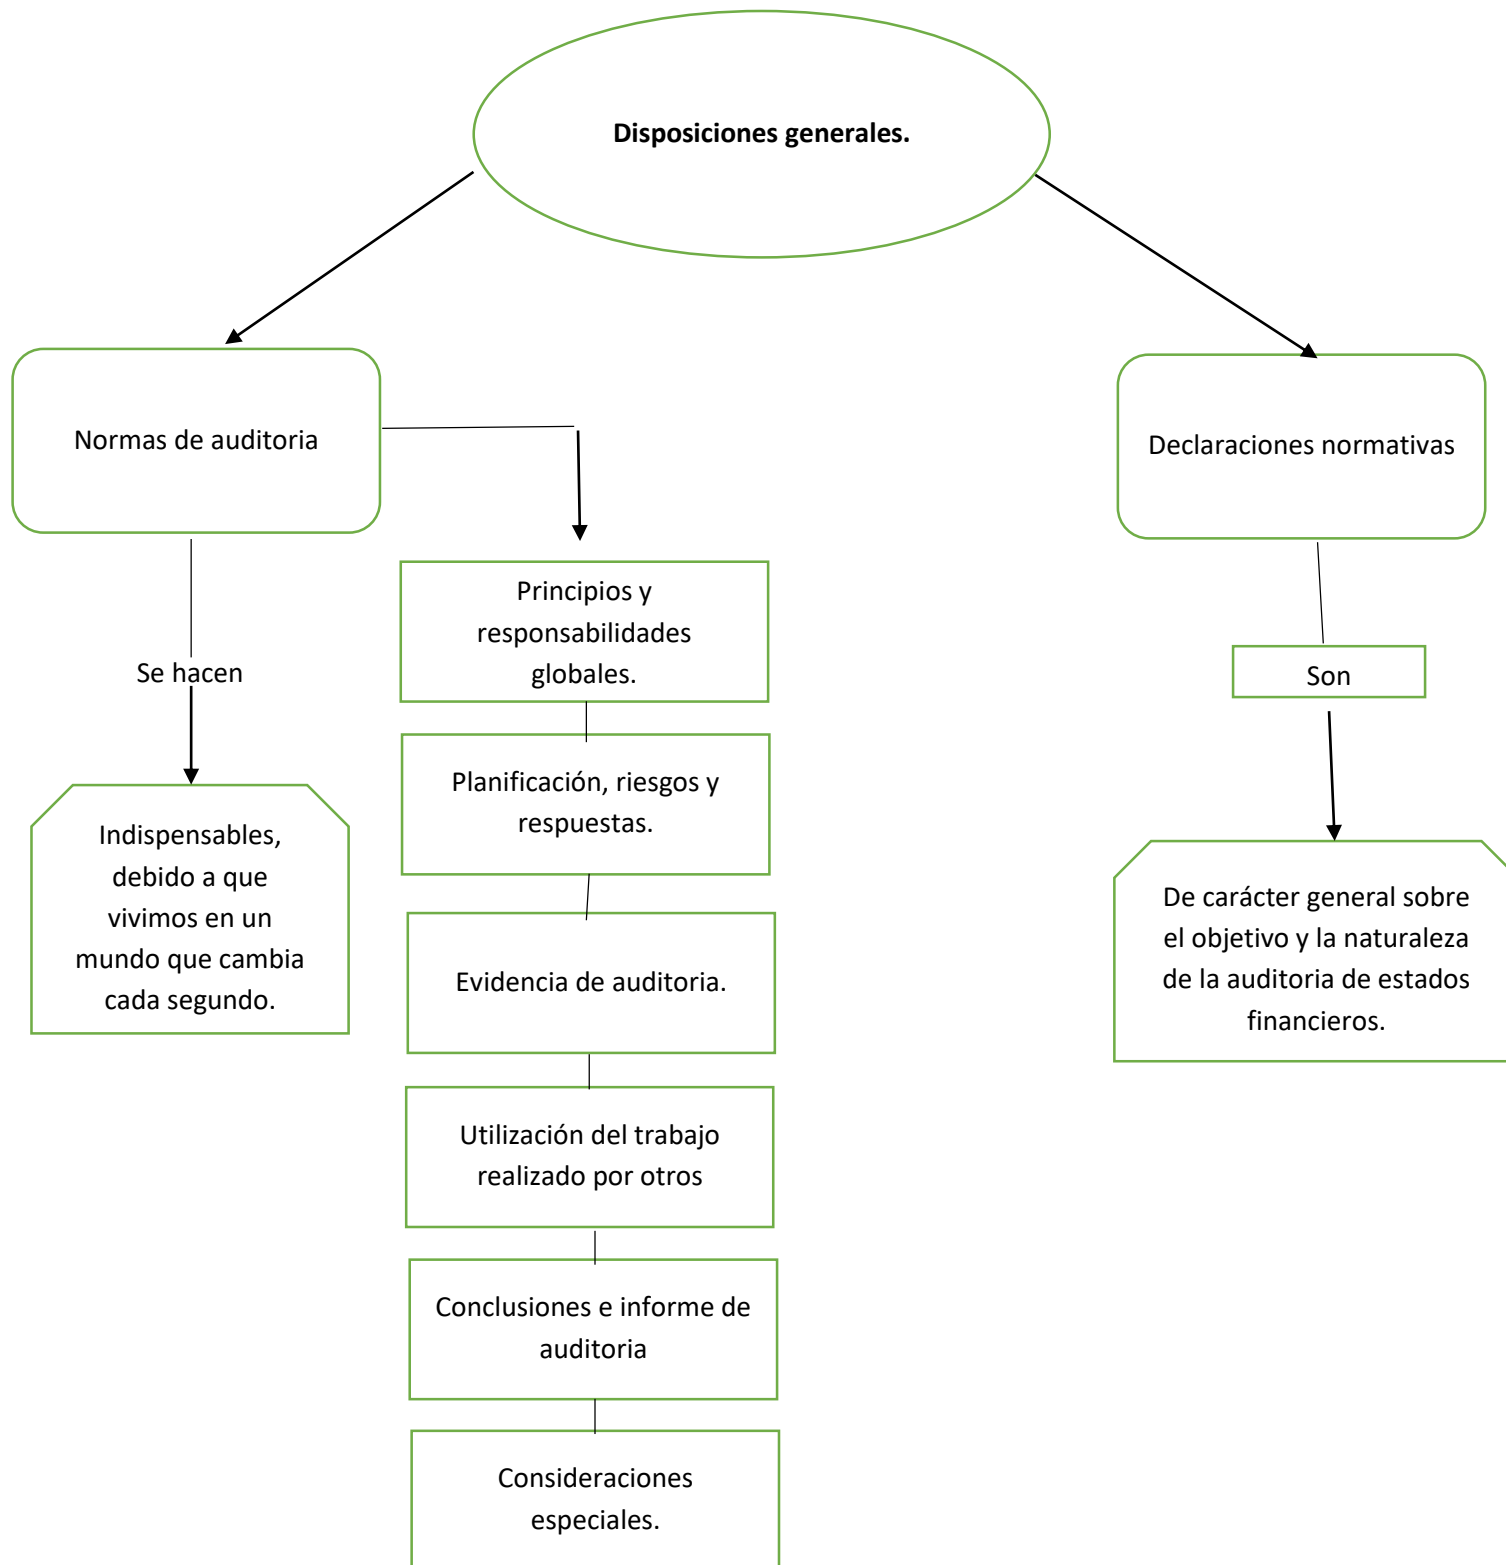 Disposiciones generales.
Normas de auditoria
Declaraciones normativas
Se hacen
Indispensables,
debido a que
vivimos en un
mundo que cambia
cada segundo.
Principios y
responsabilidades
globales.
Planificación, riesgos y
respuestas.
Evidencia de auditoria.
Utilización del trabajo
realizado por otros
Conclusiones e informe de
auditoria
Consideraciones
especiales.
Son
De carácter general sobre
el objetivo y la naturaleza
de la auditoria de estados
financieros.